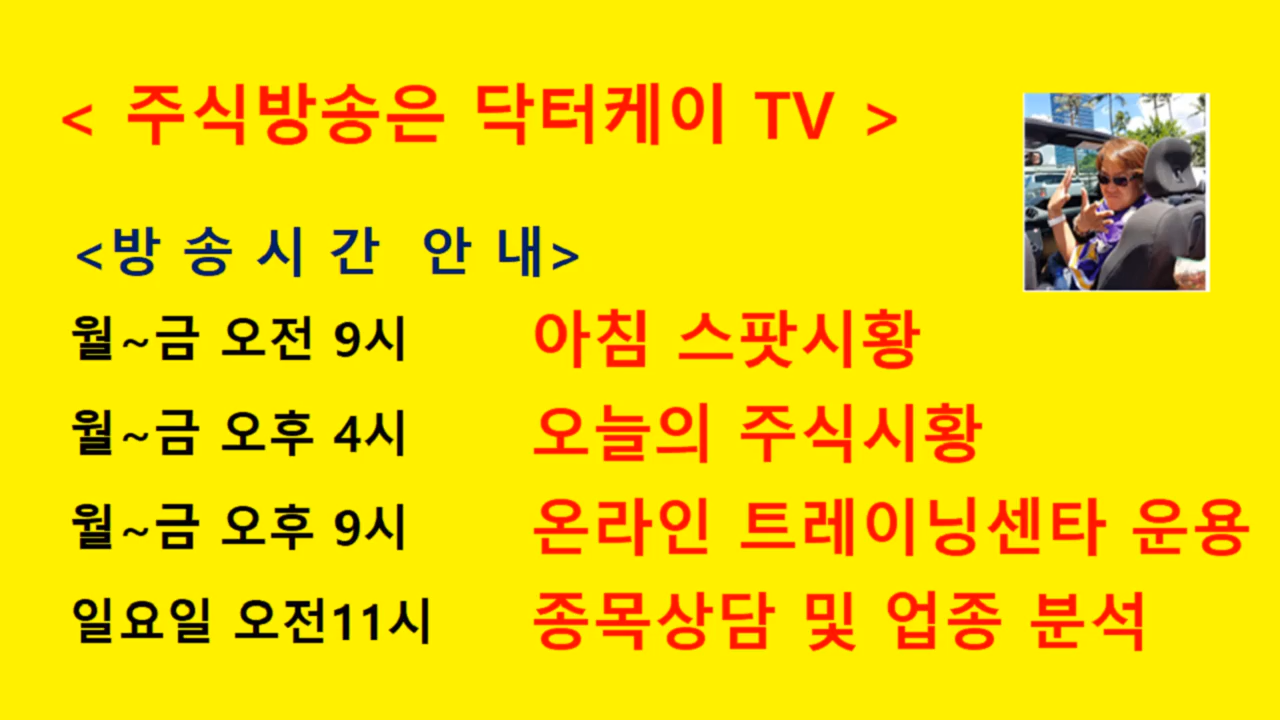 < 주식방송은 닥터케이 TV >
<방 송 시 간 안 내>
월~금 오전 9시 아침 스팟시황
월~금 오후 4시 오늘의 주식시황
월~금 오후 9시 온라인 트레이닝센타 운용
일요일 오전11시 종목상담 및 업종 분석